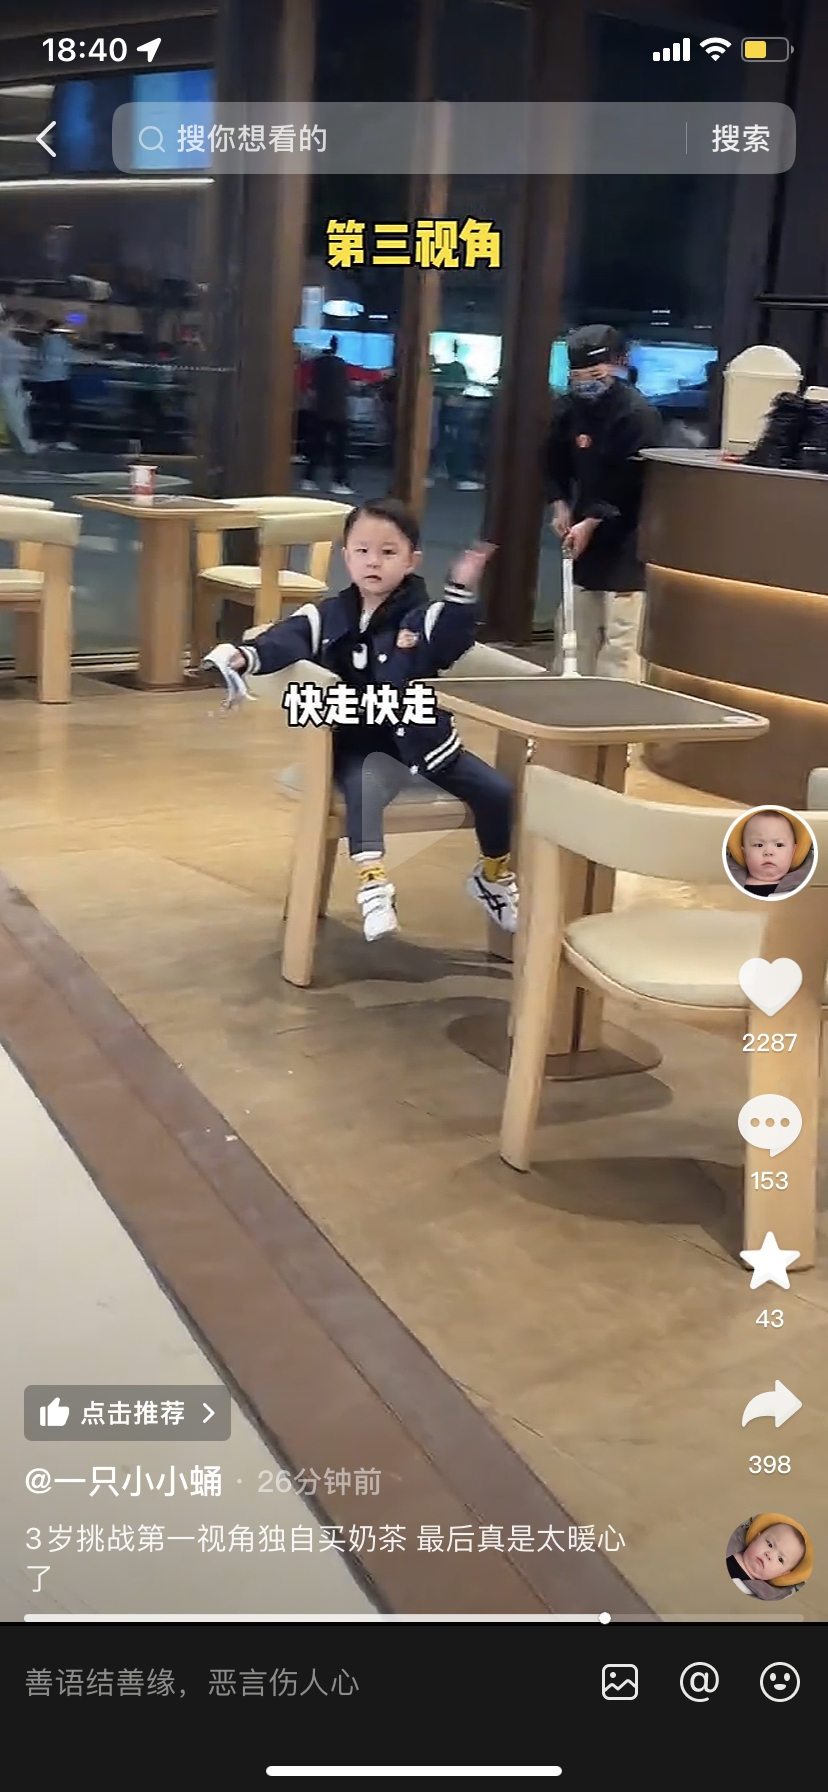 18:40
搜你想看的
搜索
第三视角
快走快走
2287
153
43
398
点击推荐
@一只小小蛹 · 26分钟前
3岁挑战第一视角独自买奶茶 最后真是太暖心
了
善语结善缘，恶言伤人心